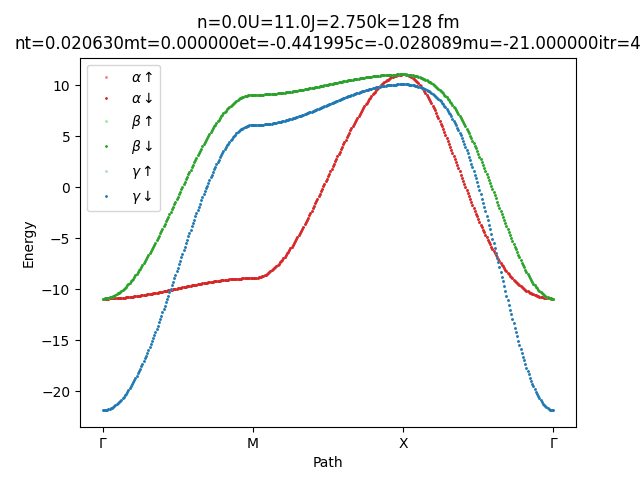 n=0.0U=11.0J=2.750k=128 fm
nt=0.020630mt=0.000000et=-0.441995c=-0.028089mu=-21.000000itr=4
α↑
α↓
β↑
β↓
γ↑
γ↓
10
5
0
−5
−10
−15
−20
Energy
Γ
M
X
Γ
Path